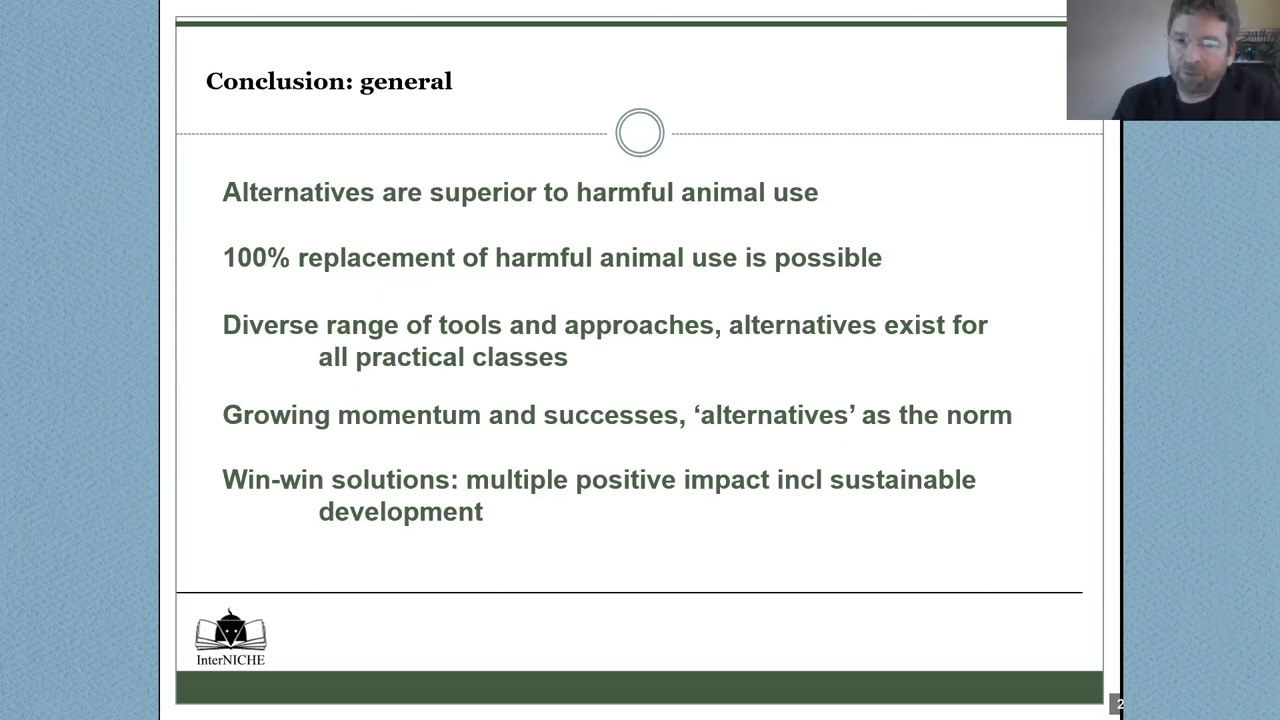 Conclusion: general
Alternatives are superior to harmful animal use
100% replacement of harmful animal use is possible
Diverse range of tools and approaches, alternatives exist for
all practical classes
Growing momentum and successes, ‘alternatives’ as the norm
Win-win solutions: multiple positive impact incl sustainable
development
InterNICHE
2